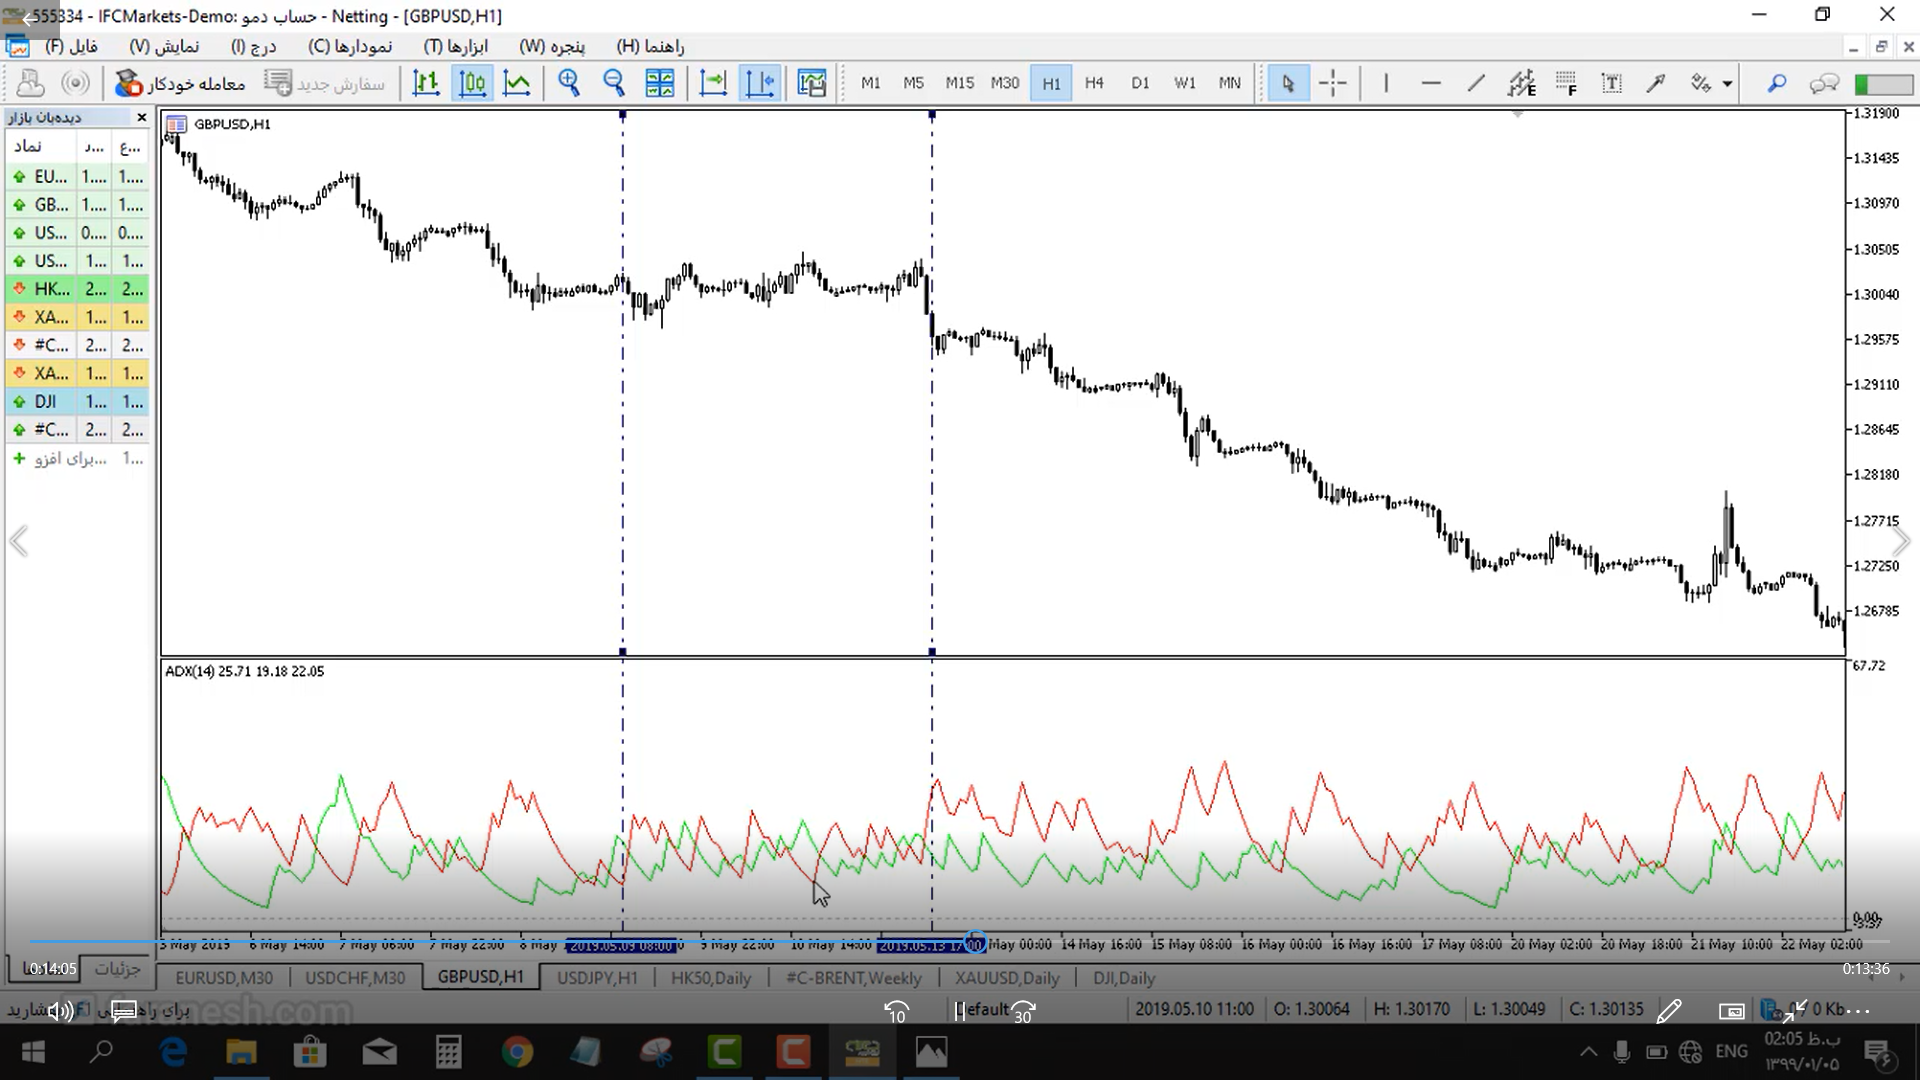 555334 - IFCMarkets-Demo: حساب دمو - Netting - [GBPUSD,H1]
فایل (F) نمایش (V) درج (I) نمودارها (C) ابزارها (T) پنجره (W) راهنما (H)
معامله خودکار سفارش جدید M1 M5 M15 M30 H1 H4 D1 W1 MN
دیده‌بان بازار
نماد ...د ...ع
EU... 1.... 1....
GB... 1.... 1....
US... 0.... 0....
US... 1... 1...
HK... 2... 2...
XA... 1... 1...
#C... 2... 2...
XA... 1... 1...
DJI 1... 1...
#C... 2... 2...
برای افزو... 1...
جزئیات
GBPUSD,H1
1.31900
1.31435
1.30970
1.30505
1.30040
1.29575
1.29110
1.28645
1.28180
1.27715
1.27250
1.26785
ADX(14) 25.71 19.18 22.05
67.72
0.00
-3.37
3 May 2019 6 May 14:00 7 May 06:00 7 May 22:00 8 May 2019.05.09 08:00 9 May 22:00 10 May 14:00 2019.05.13 17:00 May 00:00 14 May 16:00 15 May 08:00 16 May 00:00 16 May 16:00 17 May 08:00 20 May 02:00 20 May 18:00 21 May 10:00 22 May 02:00
0:14:05 0:13:36
EURUSD,M30 USDCHF,M30 GBPUSD,H1 USDJPY,H1 HK50,Daily #C-BRENT,Weekly XAUUSD,Daily DJI,Daily
faranesh.com
10 30
Default 2019.05.10 11:00 O: 1.30064 H: 1.30170 L: 1.30049 C: 1.30135 0 Kb
ENG 02:05 ب.ظ
۱۳۹۹/۰۱/۰۵
۶